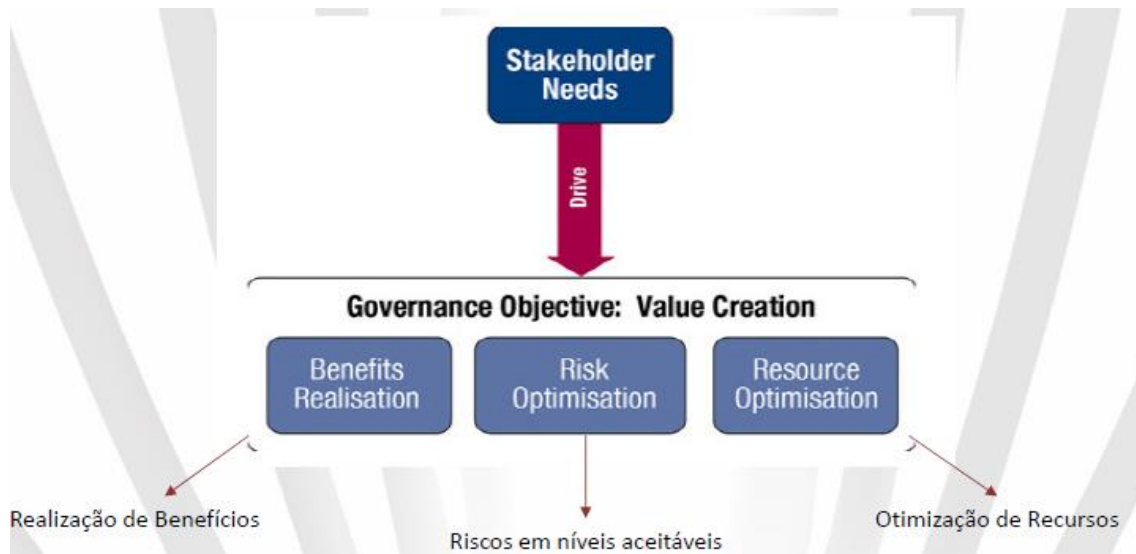 Stakeholder
Needs
Drive
Governance Objective: Value Creation
Benefits
Realisation
Risk
Optimisation
Resource
Optimisation
Realização de Benefícios
Riscos em níveis aceitáveis
Otimização de Recursos